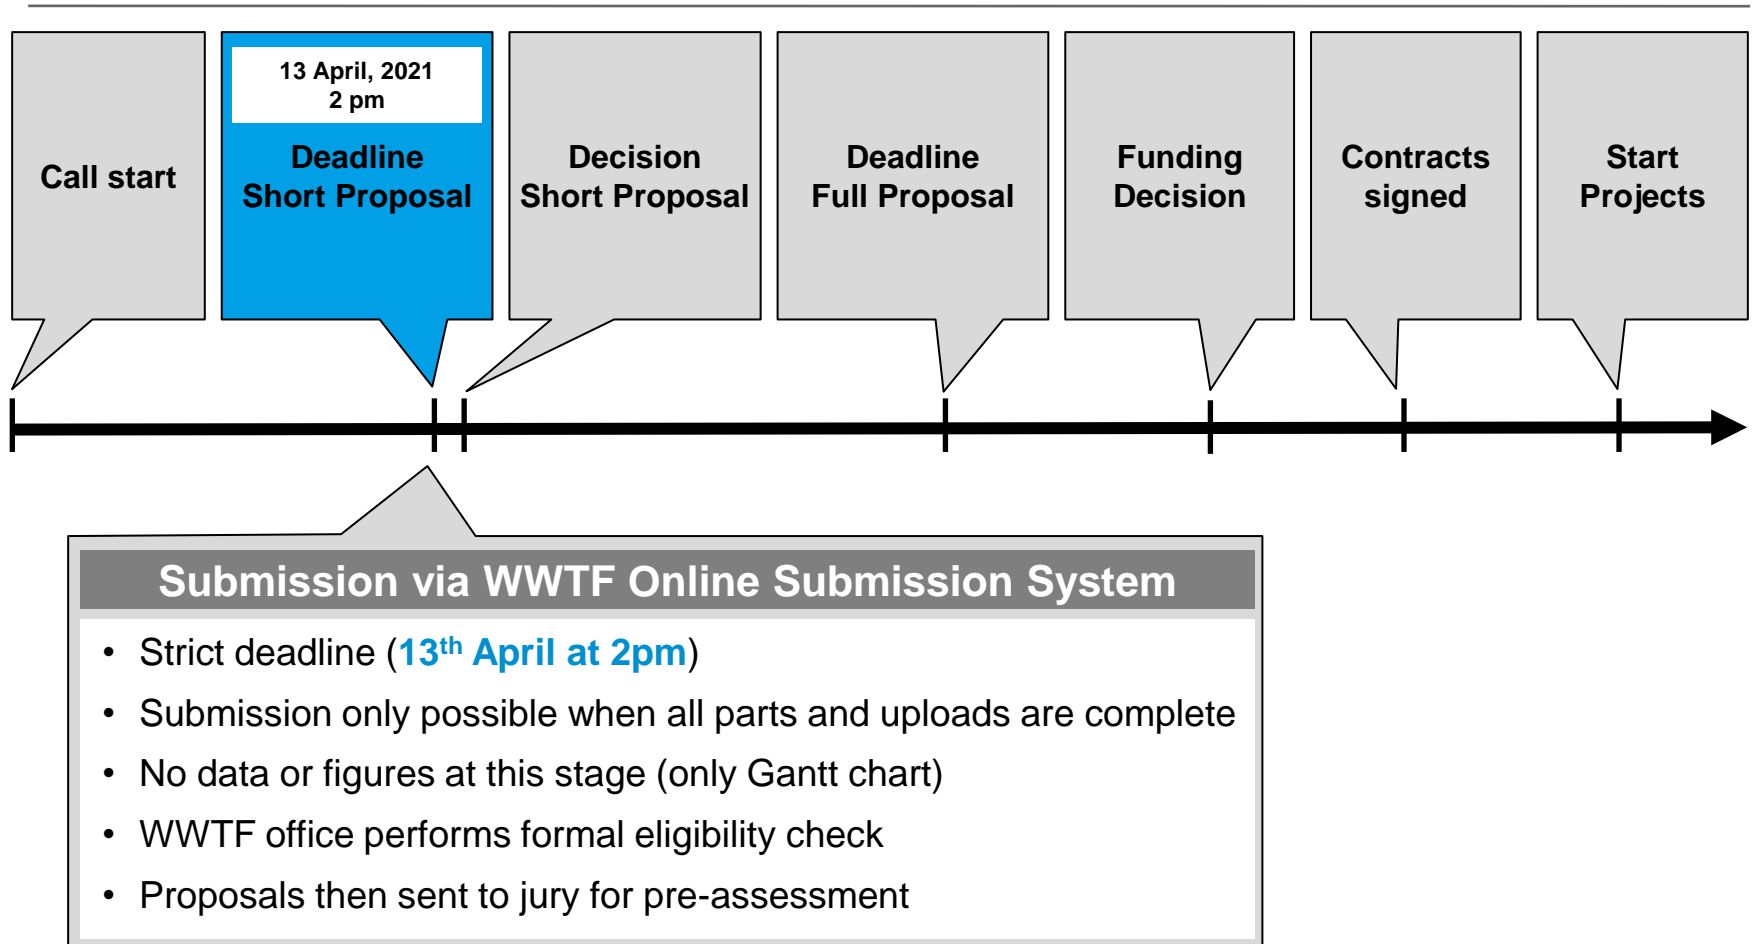 Call start
13 April, 2021
2 pm
Deadline
Short Proposal
Decision
Short Proposal
Deadline
Full Proposal
Funding
Decision
Contracts
signed
Start
Projects
Submission via WWTF Online Submission System
• Strict deadline (13th April at 2pm)
• Submission only possible when all parts and uploads are complete
• No data or figures at this stage (only Gantt chart)
• WWTF office performs formal eligibility check
• Proposals then sent to jury for pre-assessment